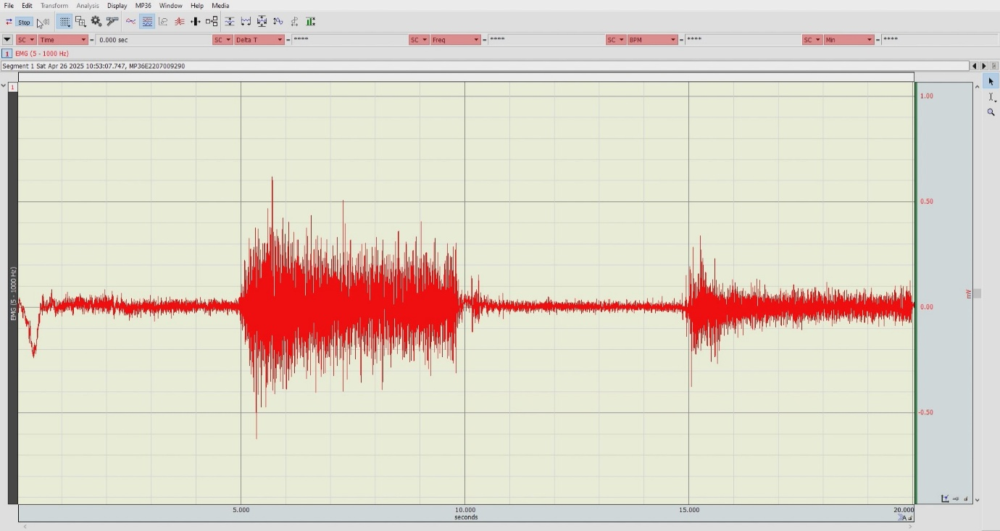 File Edit Transform Analysis Display MP36 Window Help Media
Stop
SC Time = 0.000 sec SC Delta T = **** SC Freq = **** SC BPM = **** SC Min = ****
1 EMG (5 - 1000 Hz)
Segment 1 Sat Apr 26 2025 10:53:07.747, MP36E2207009290
1
1.00
0.50
0.00
-0.50
mV
EMG (5 - 1000 Hz)
5.000 10.000 15.000 20.000
seconds
A